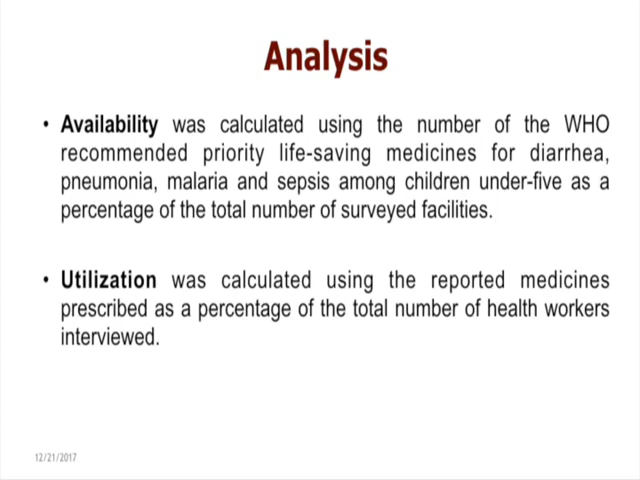 Analysis
• Availability was calculated using the number of the WHO
recommended priority life-saving medicines for diarrhea,
pneumonia, malaria and sepsis among children under-five as a
percentage of the total number of surveyed facilities.
• Utilization was calculated using the reported medicines
prescribed as a percentage of the total number of health workers
interviewed.
12/21/2017